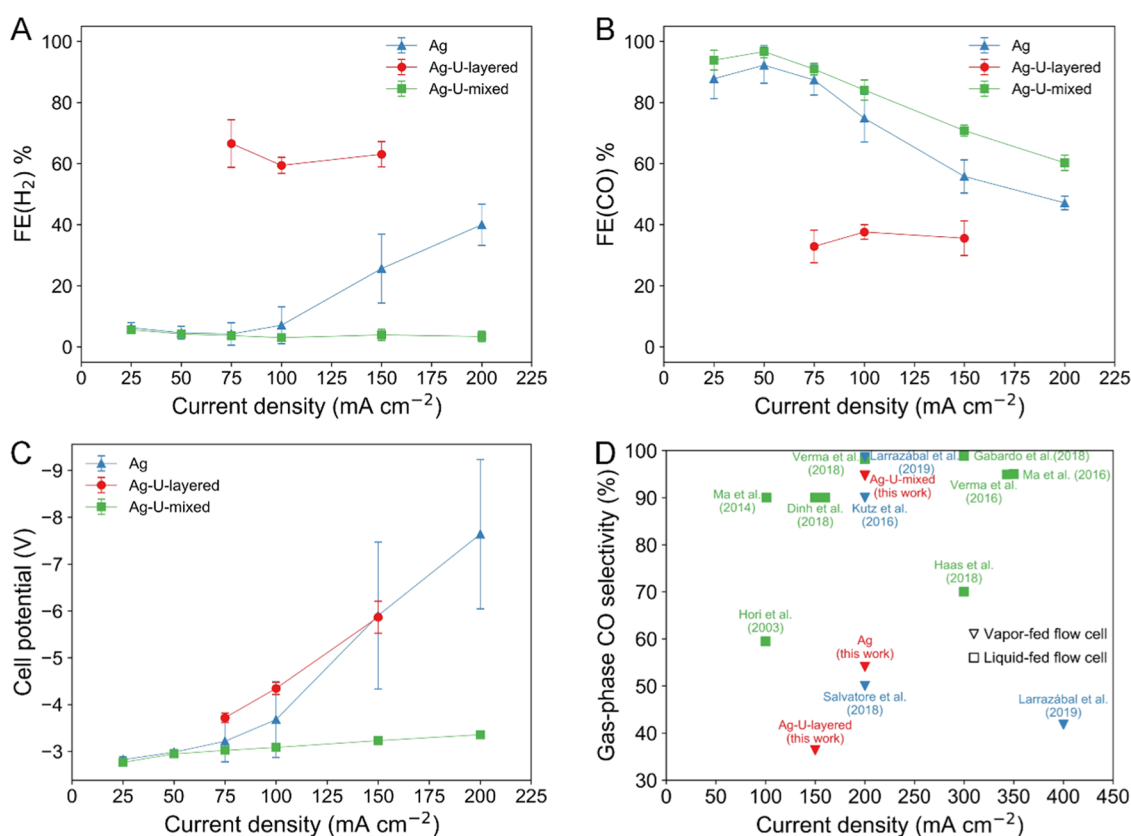 A
Ag
Ag-U-layered
Ag-U-mixed
FE(H₂) %
100
80
60
40
20
0
0 25 50 75 100 125 150 175 200 225
Current density (mA cm⁻²)
B
Ag
Ag-U-layered
Ag-U-mixed
FE(CO) %
100
80
60
40
20
0
0 25 50 75 100 125 150 175 200 225
Current density (mA cm⁻²)
C
Ag
Ag-U-layered
Ag-U-mixed
Cell potential (V)
−9
−8
−7
−6
−5
−4
−3
0 25 50 75 100 125 150 175 200 225
Current density (mA cm⁻²)
D
Gas-phase CO selectivity (%)
100
90
80
70
60
50
40
30
Verma et al.
(2018)
Larrazábal et al.
(2019)
Gabardo et al.(2018)
Ag-U-mixed
(this work)
Verma et al.
(2016)
Ma et al. (2016)
Ma et al.
(2014)
Dinh et al.
(2018)
Kutz et al.
(2016)
Haas et al.
(2018)
Hori et al.
(2003)
Ag
(this work)
Vapor-fed flow cell
Liquid-fed flow cell
Salvatore et al.
(2018)
Larrazábal et al.
(2019)
Ag-U-layered
(this work)
0 50 100 150 200 250 300 350 400 450
Current density (mA cm⁻²)